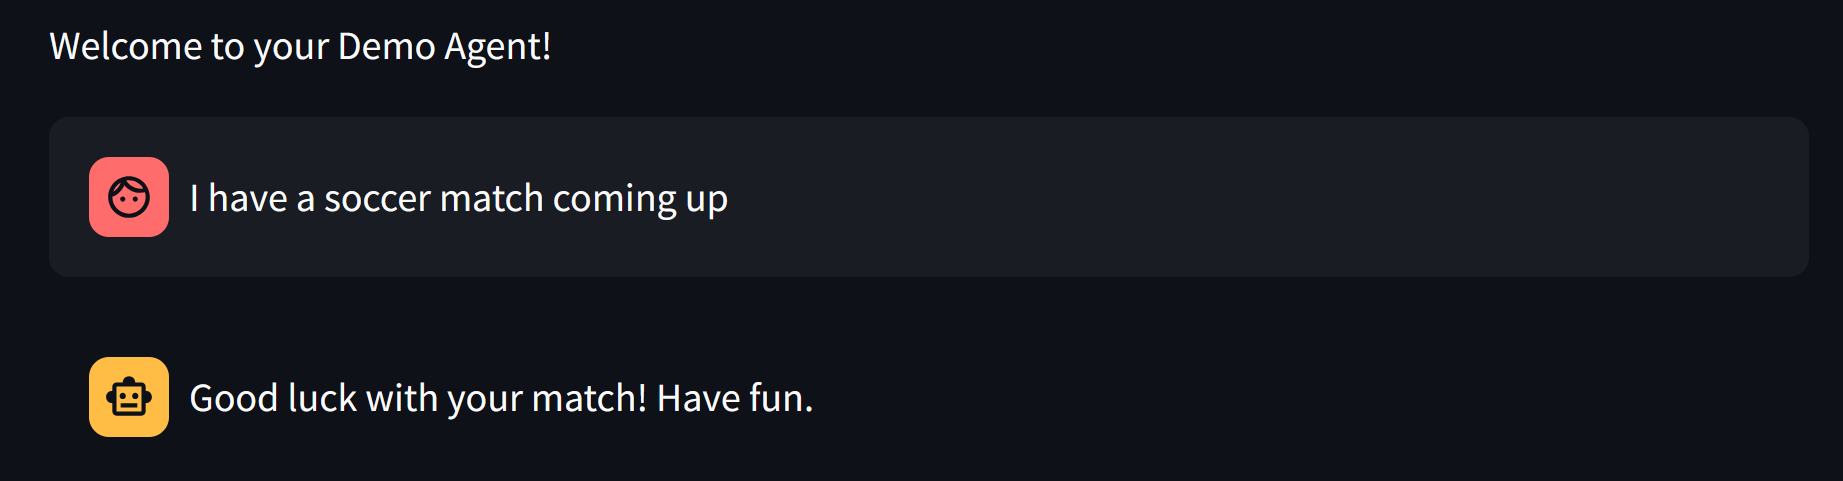 Welcome to your Demo Agent!
I have a soccer match coming up
Good luck with your match! Have fun.